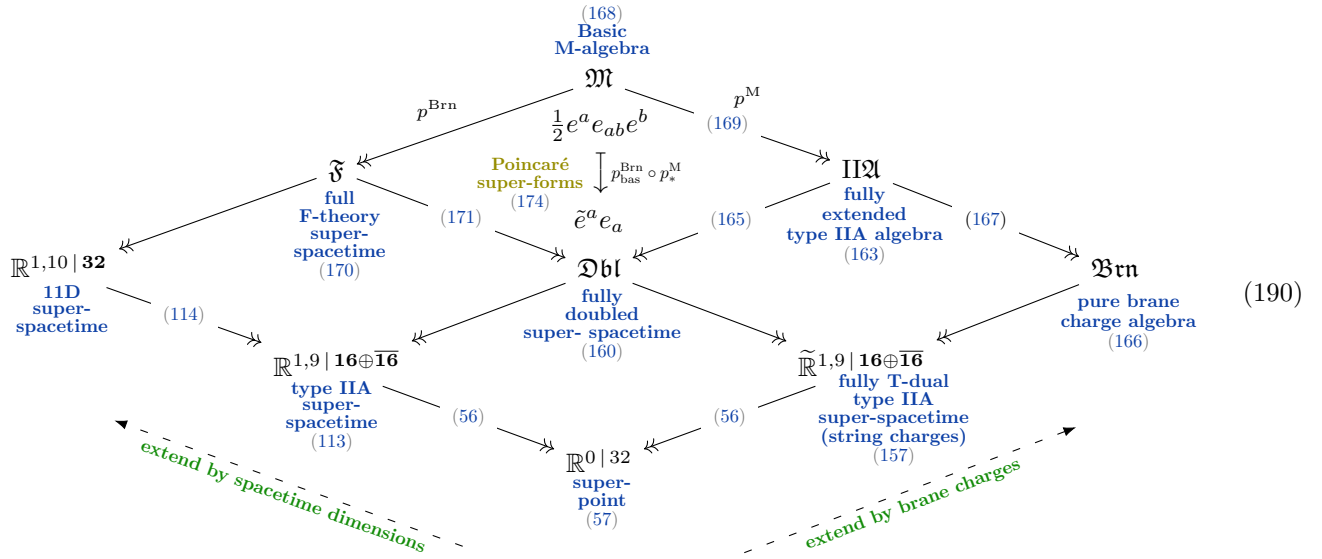 (168)
Basic
M-algebra
𝔐
p^Brn
p^M
(169)
½ e^a e_{ab} e^b
Poincaré
super-forms
(174)
p^Brn_bas ∘ p^M_*
ẽ^a e_a
𝔉
full
F-theory
super-
spacetime
(170)
(171)
(165)
II𝔄
fully
extended
type IIA algebra
(163)
(167)
ℝ^{1,10 | 32}
11D
super-
spacetime
(114)
𝔇𝔟𝔩
fully
doubled
super- spacetime
(160)
𝔅𝔯𝔫
pure brane
charge algebra
(166)
(190)
ℝ^{1,9 | 16⊕\overline{16}}
type IIA
super-
spacetime
(113)
(56)
(56)
ℝ̃^{1,9 | 16⊕\overline{16}}
fully T-dual
type IIA
super-spacetime
(string charges)
(157)
ℝ^{0 | 32}
super-
point
(57)
extend by spacetime dimensions
extend by brane charges